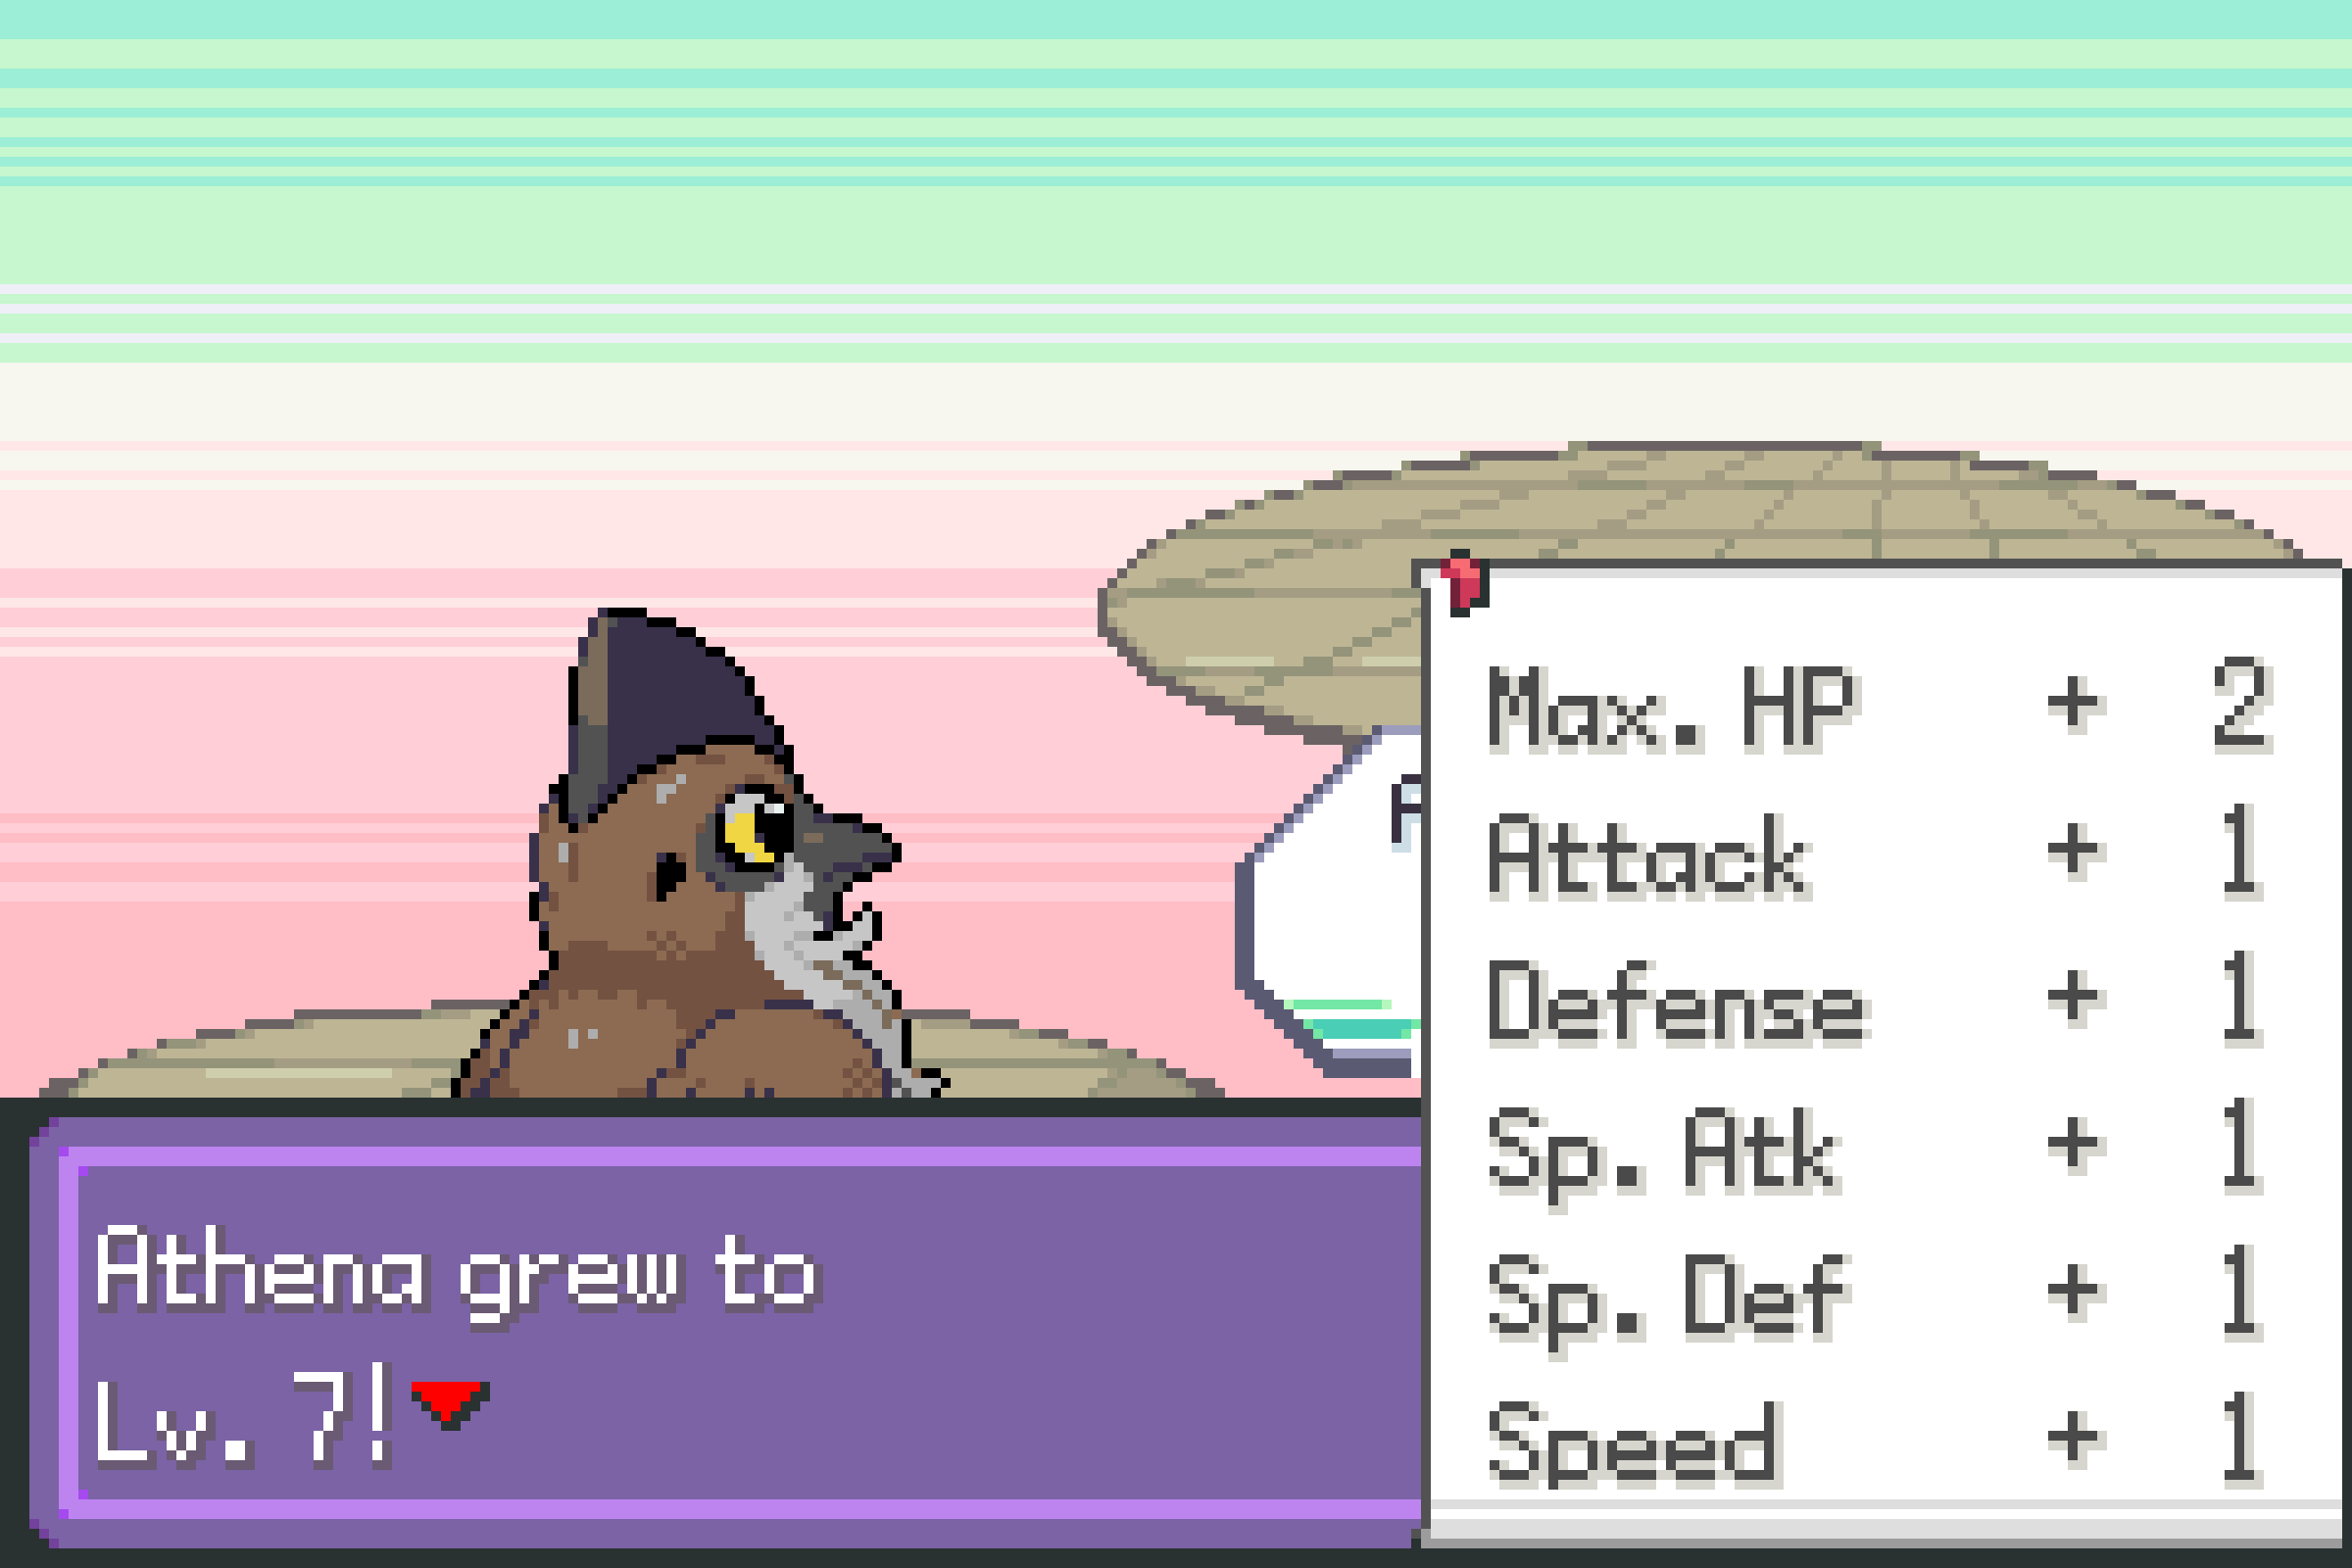 Max. HP + 2
Attack + 1
Defense + 1
Sp. Atk + 1
Sp. Def + 1
Speed + 1
Athena grew to
Lv. 7!